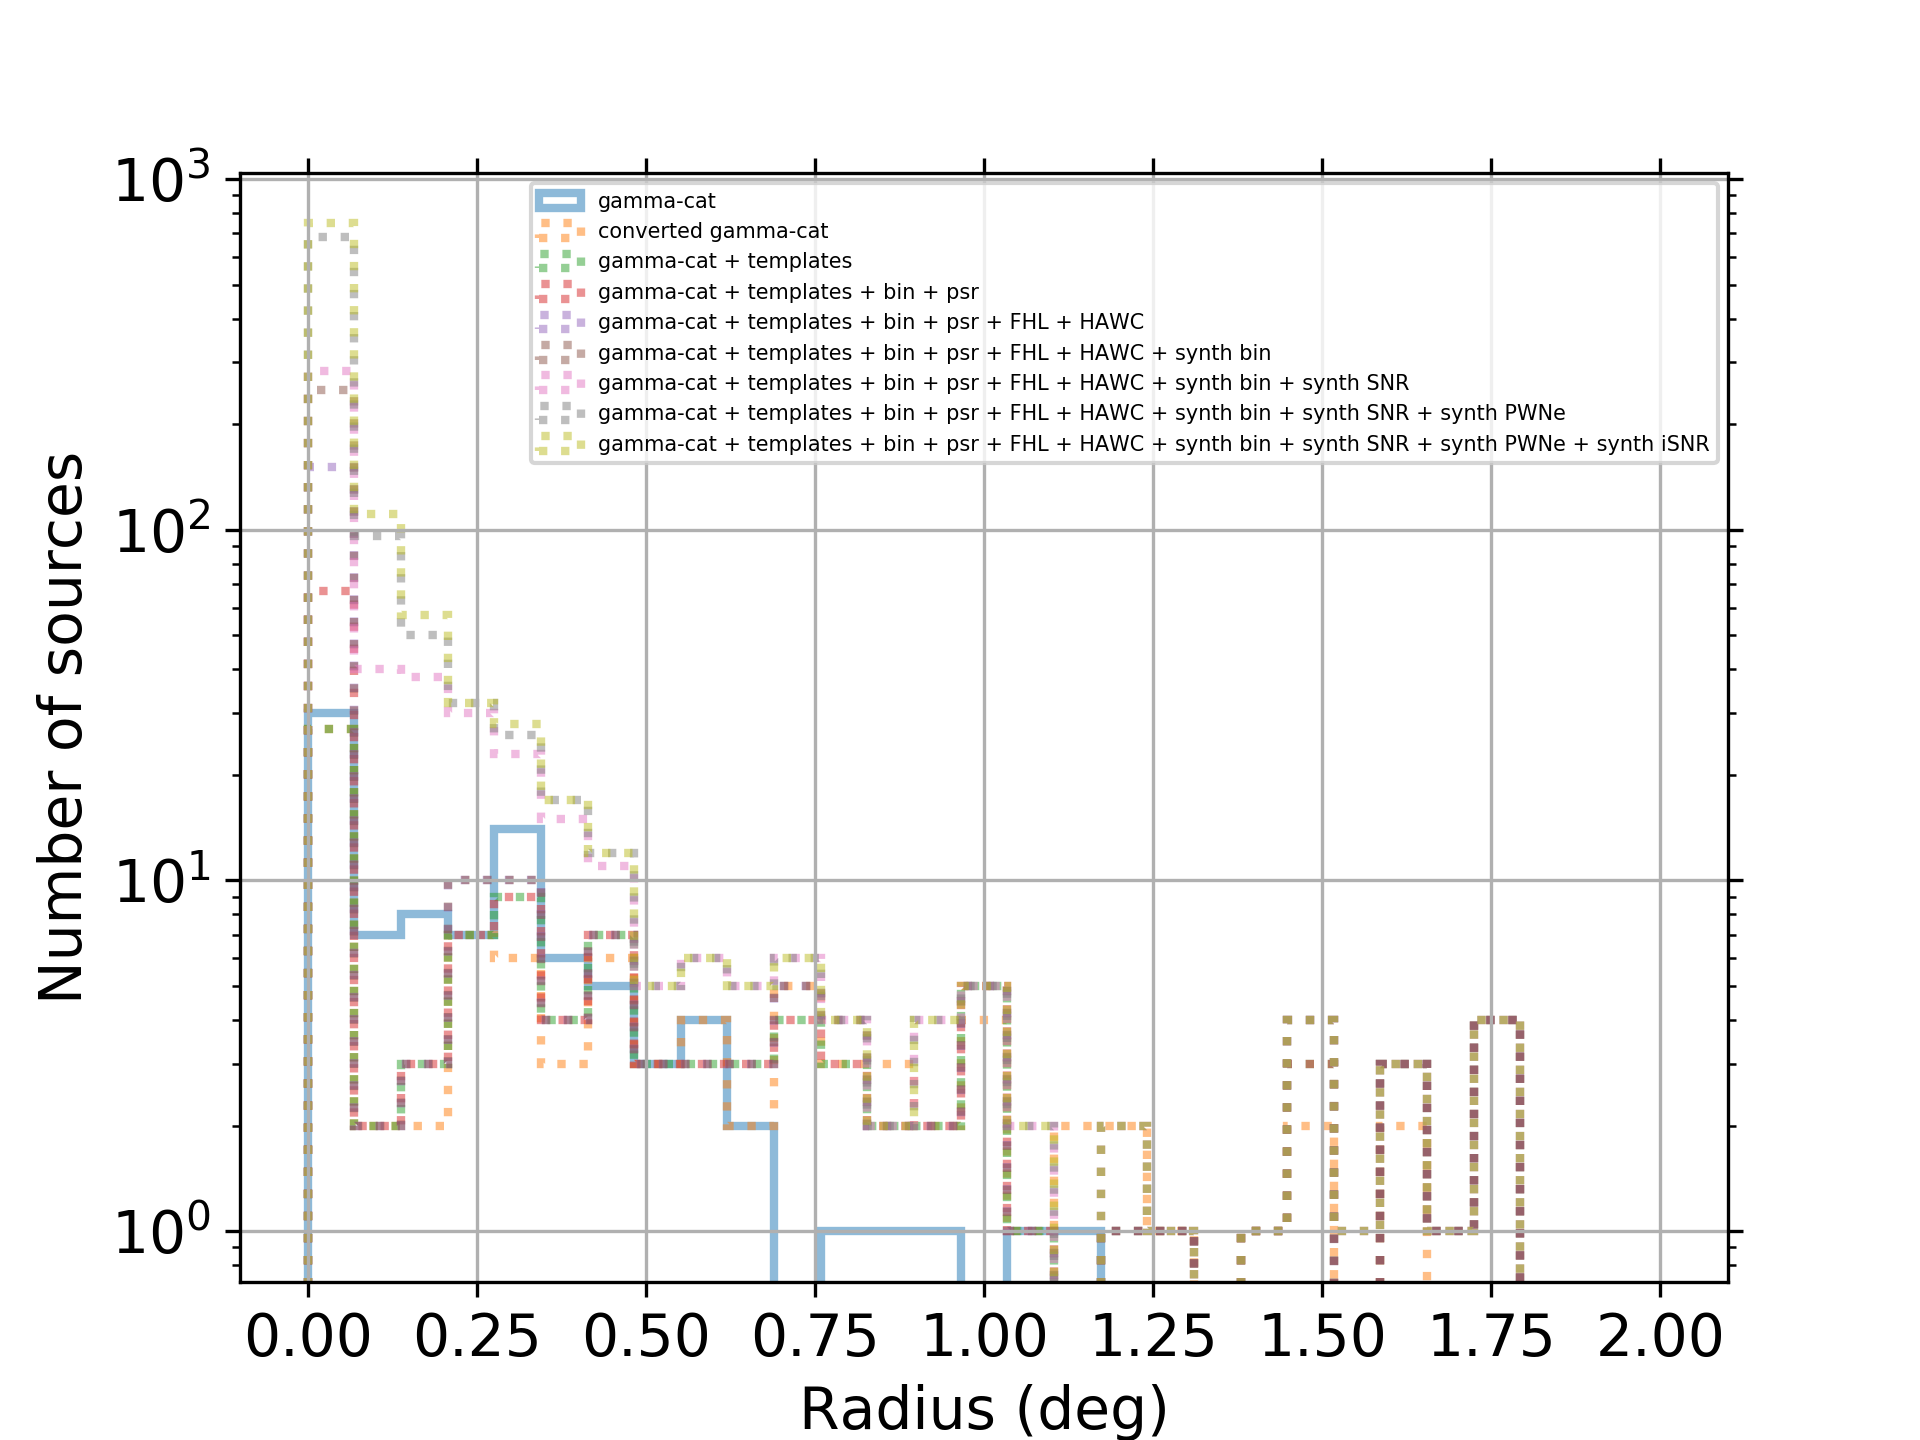 10³
10²
10¹
10⁰
Number of sources
gamma-cat
converted gamma-cat
gamma-cat + templates
gamma-cat + templates + bin + psr
gamma-cat + templates + bin + psr + FHL + HAWC
gamma-cat + templates + bin + psr + FHL + HAWC + synth bin
gamma-cat + templates + bin + psr + FHL + HAWC + synth bin + synth SNR
gamma-cat + templates + bin + psr + FHL + HAWC + synth bin + synth SNR + synth PWNe
gamma-cat + templates + bin + psr + FHL + HAWC + synth bin + synth SNR + synth PWNe + synth iSNR
0.00 0.25 0.50 0.75 1.00 1.25 1.50 1.75 2.00
Radius (deg)